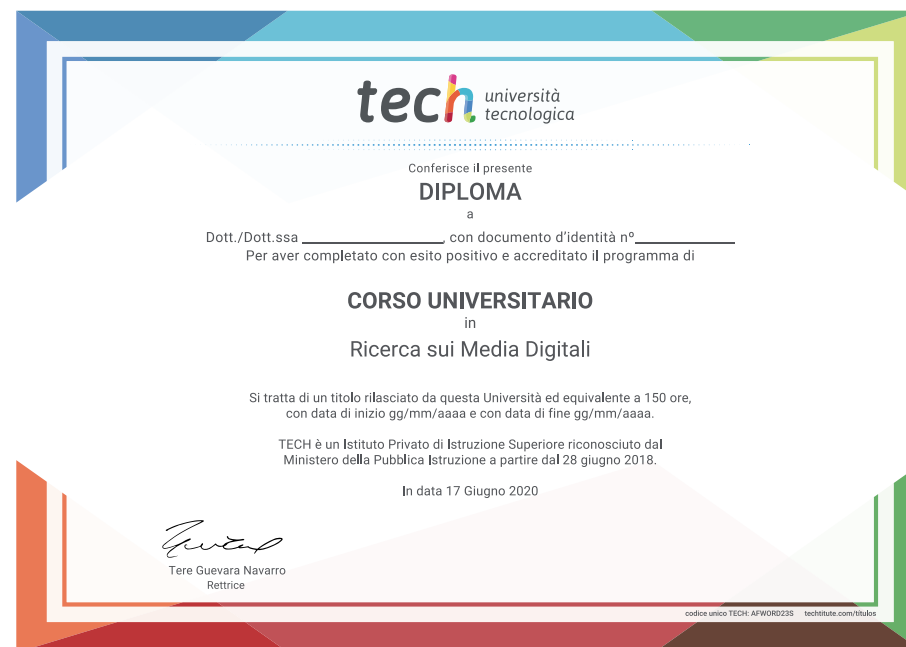 tech università
tecnologica
Conferisce il presente
DIPLOMA
a
Dott./Dott.ssa ____________________, con documento d'identità nº______________
Per aver completato con esito positivo e accreditato il programma di
CORSO UNIVERSITARIO
in
Ricerca sui Media Digitali
Si tratta di un titolo rilasciato da questa Università ed equivalente a 150 ore,
con data di inizio gg/mm/aaaa e con data di fine gg/mm/aaaa.
TECH è un Istituto Privato di Istruzione Superiore riconosciuto dal
Ministero della Pubblica Istruzione a partire dal 28 giugno 2018.
In data 17 Giugno 2020
Tere Guevara Navarro
Rettrice
codice unico TECH: AFWORD23S techtitute.com/títulos